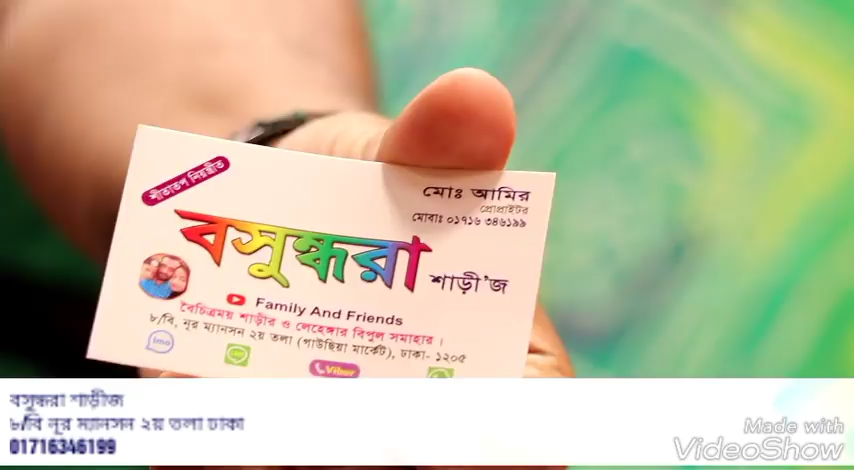 শীতাতপ নিয়ন্ত্রীত
মোঃ আমির
প্রোপ্রাইটর
মোবাঃ ০১৭১৬ ৩৪৬১৯৯
বসুন্ধরা শাড়ী'জ
Family And Friends
বৈচিত্রময় শাড়ীর ও লেহেঙ্গার বিপুল সমাহার।
৮/বি, নূর ম্যানসন ২য় তলা (গাউছিয়া মার্কেট), ঢাকা- ১২০৫
imo
Viber
বসুন্ধরা শাড়ীজ
৮/বি নূর ম্যানসন ২য় তলা ঢাকা
01716346199
Made with
VideoShow